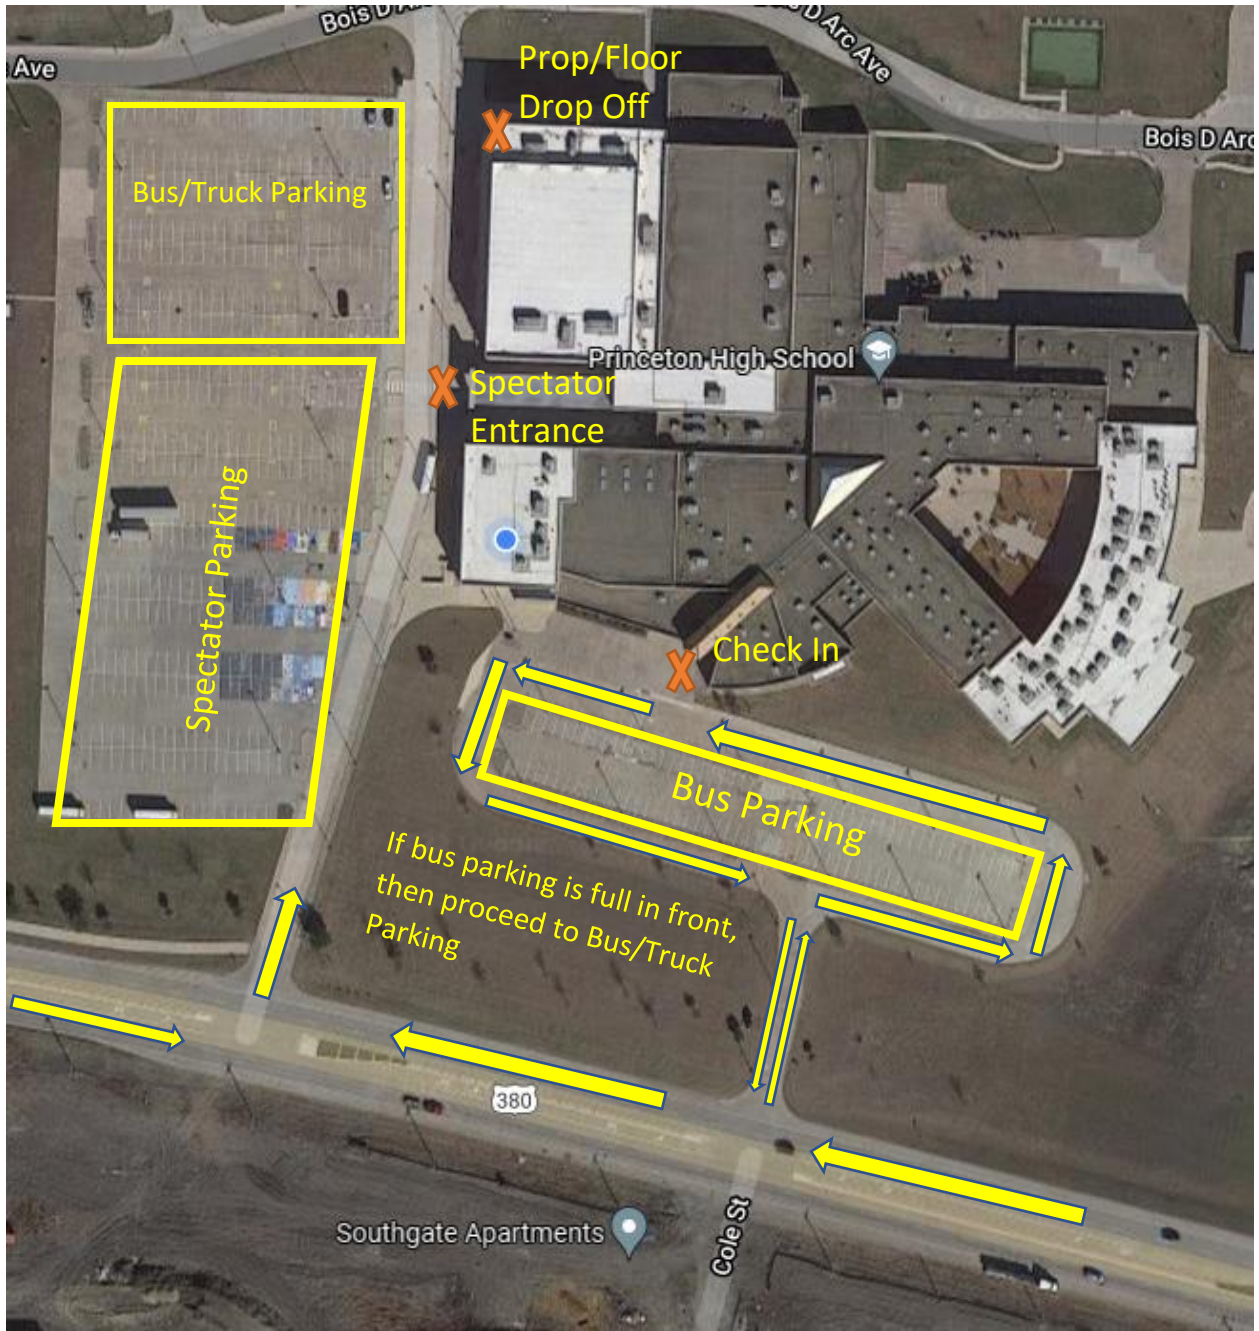 Bois D Arc
Bois D Arc Ave
Ave
Bois D Arc
Prop/Floor
Drop Off
Bus/Truck Parking
Princeton High School
Spectator
Entrance
Spectator Parking
Check In
Bus Parking
If bus parking is full in front,
then proceed to Bus/Truck
Parking
380
Southgate Apartments
Cole St